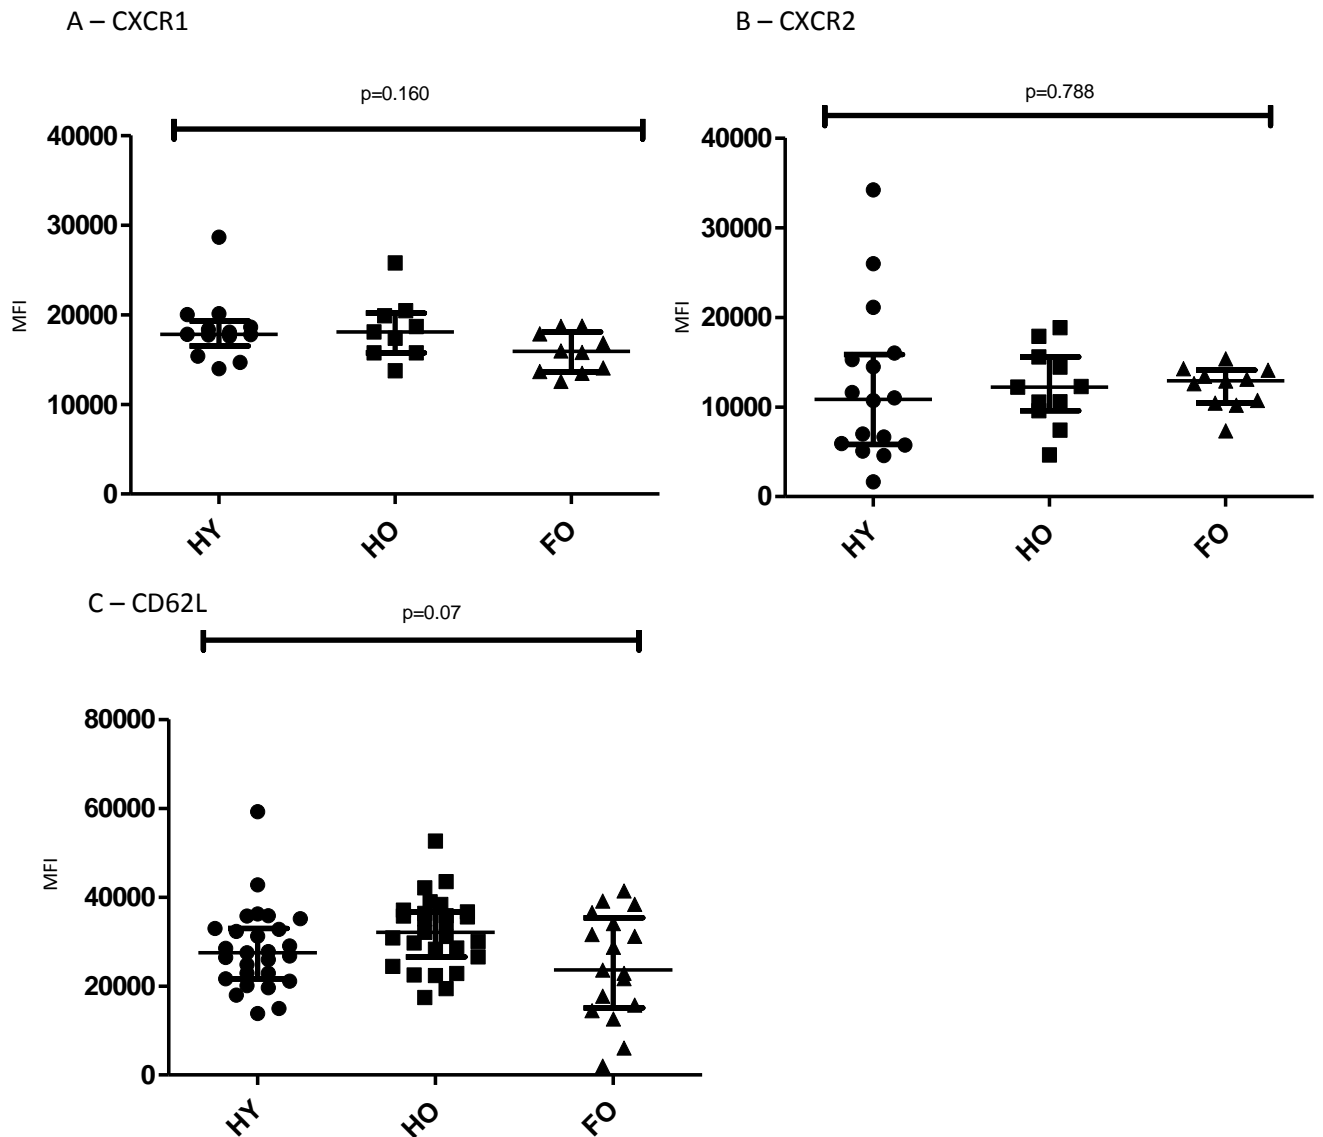 A – CXCR1
p=0.160
40000
30000
20000
10000
0
MFI
HY
HO
FO
B – CXCR2
p=0.788
40000
30000
20000
10000
0
MFI
HY
HO
FO
C – CD62L
p=0.07
80000
60000
40000
20000
0
MFI
HY
HO
FO